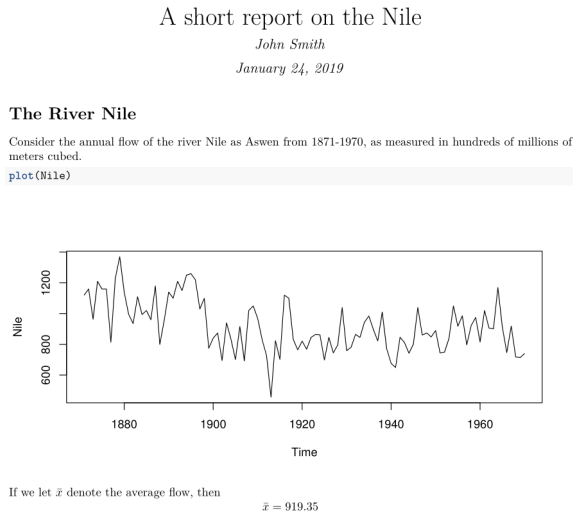 A short report on the Nile
John Smith
January 24, 2019
The River Nile
Consider the annual flow of the river Nile as Aswen from 1871-1970, as measured in hundreds of millions of
meters cubed.
plot(Nile)
1200
800
600
Nile
1880 1900 1920 1940 1960
Time
If we let x̄ denote the average flow, then
x̄ = 919.35